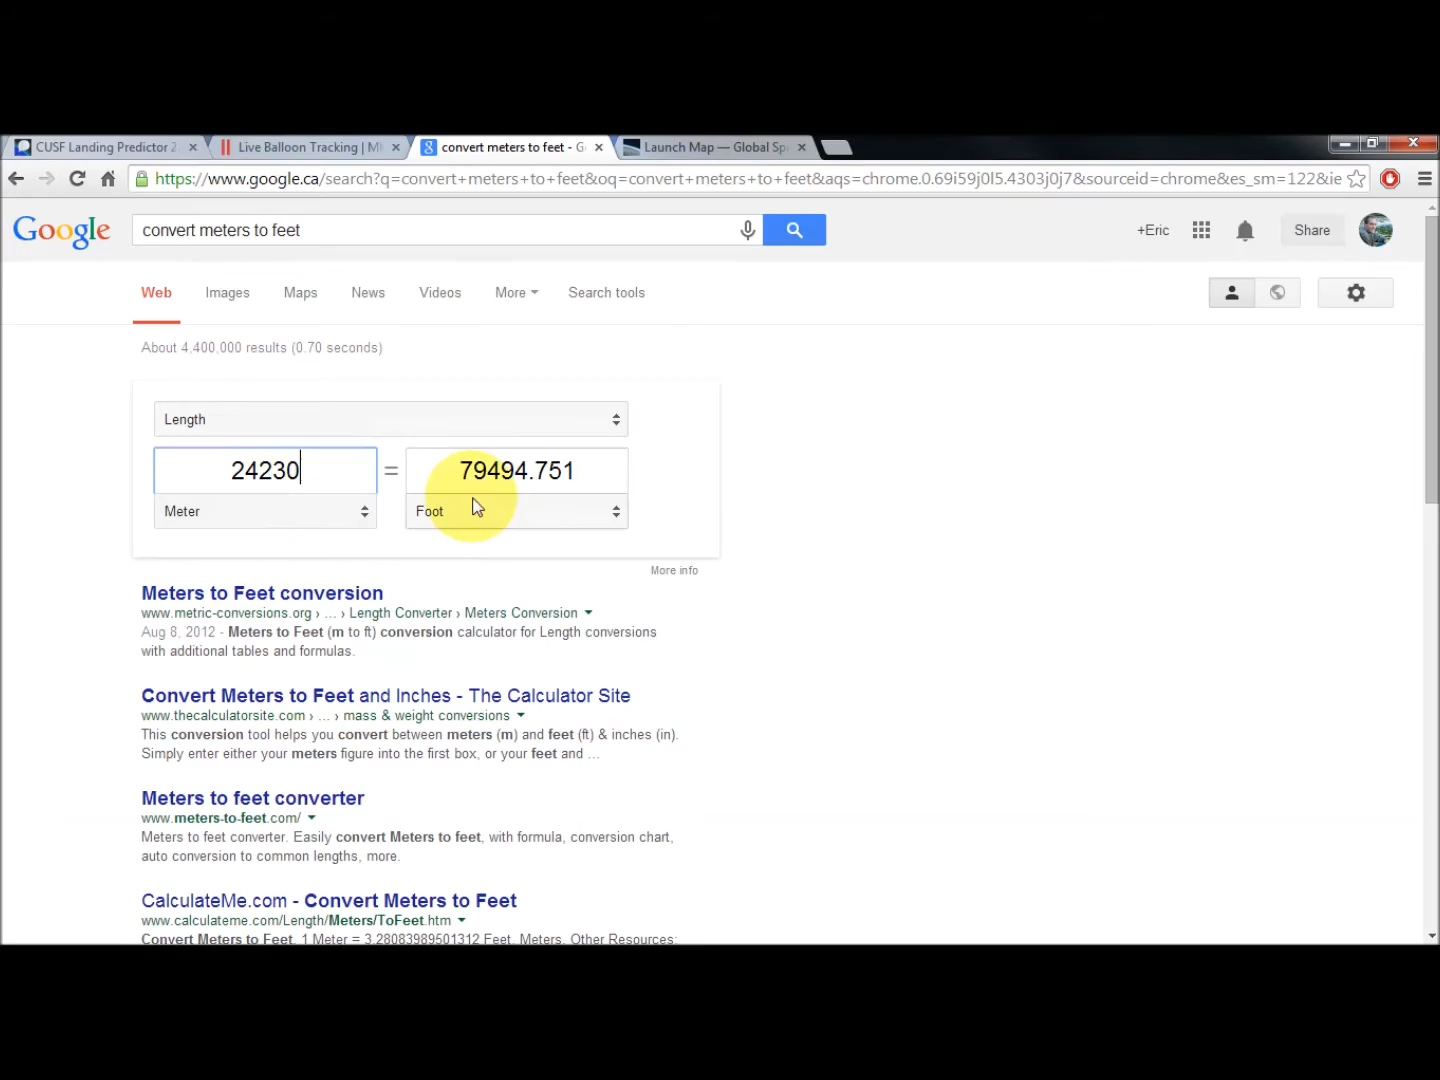 CUSF Landing Predictor 2
Live Balloon Tracking | M
convert meters to feet - G
Launch Map — Global Sp
https://www.google.ca/search?q=convert+meters+to+feet&oq=convert+meters+to+feet&aqs=chrome.0.69i59j0l5.4303j0j7&sourceid=chrome&es_sm=122&ie
Google
convert meters to feet
+Eric
Share
Web Images Maps News Videos More Search tools
About 4,400,000 results (0.70 seconds)
Length
24230 = 79494.751
Meter Foot
More info
Meters to Feet conversion
www.metric-conversions.org › ... › Length Converter › Meters Conversion
Aug 8, 2012 - Meters to Feet (m to ft) conversion calculator for Length conversions
with additional tables and formulas.
Convert Meters to Feet and Inches - The Calculator Site
www.thecalculatorsite.com › ... › mass & weight conversions
This conversion tool helps you convert between meters (m) and feet (ft) & inches (in).
Simply enter either your meters figure into the first box, or your feet and ...
Meters to feet converter
www.meters-to-feet.com/
Meters to feet converter. Easily convert Meters to feet, with formula, conversion chart,
auto conversion to common lengths, more.
CalculateMe.com - Convert Meters to Feet
www.calculateme.com/Length/Meters/ToFeet.htm
Convert Meters to Feet. 1 Meter = 3.28083989501312 Feet. Meters. Other Resources: